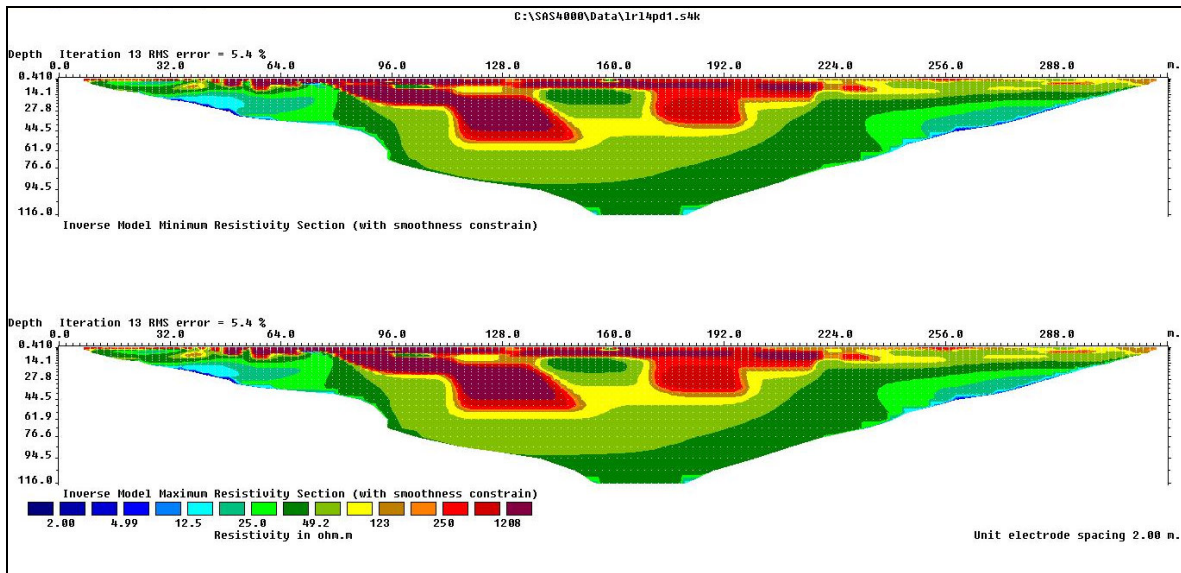 C:\SAS4000\Data\lrl4pd1.s4k
Depth Iteration 13 RMS error = 5.4 %
0.0 32.0 64.0 96.0 128.0 160.0 192.0 224.0 256.0 288.0 m.
0.410
14.1
27.8
44.5
61.9
76.6
94.5
116.0
Inverse Model Minimum Resistivity Section (with smoothness constrain)
Depth Iteration 13 RMS error = 5.4 %
0.0 32.0 64.0 96.0 128.0 160.0 192.0 224.0 256.0 288.0 m.
0.410
14.1
27.8
44.5
61.9
76.6
94.5
116.0
Inverse Model Maximum Resistivity Section (with smoothness constrain)
2.00 4.99 12.5 25.0 49.2 123 250 1208
Resistivity in ohm.m
Unit electrode spacing 2.00 m.